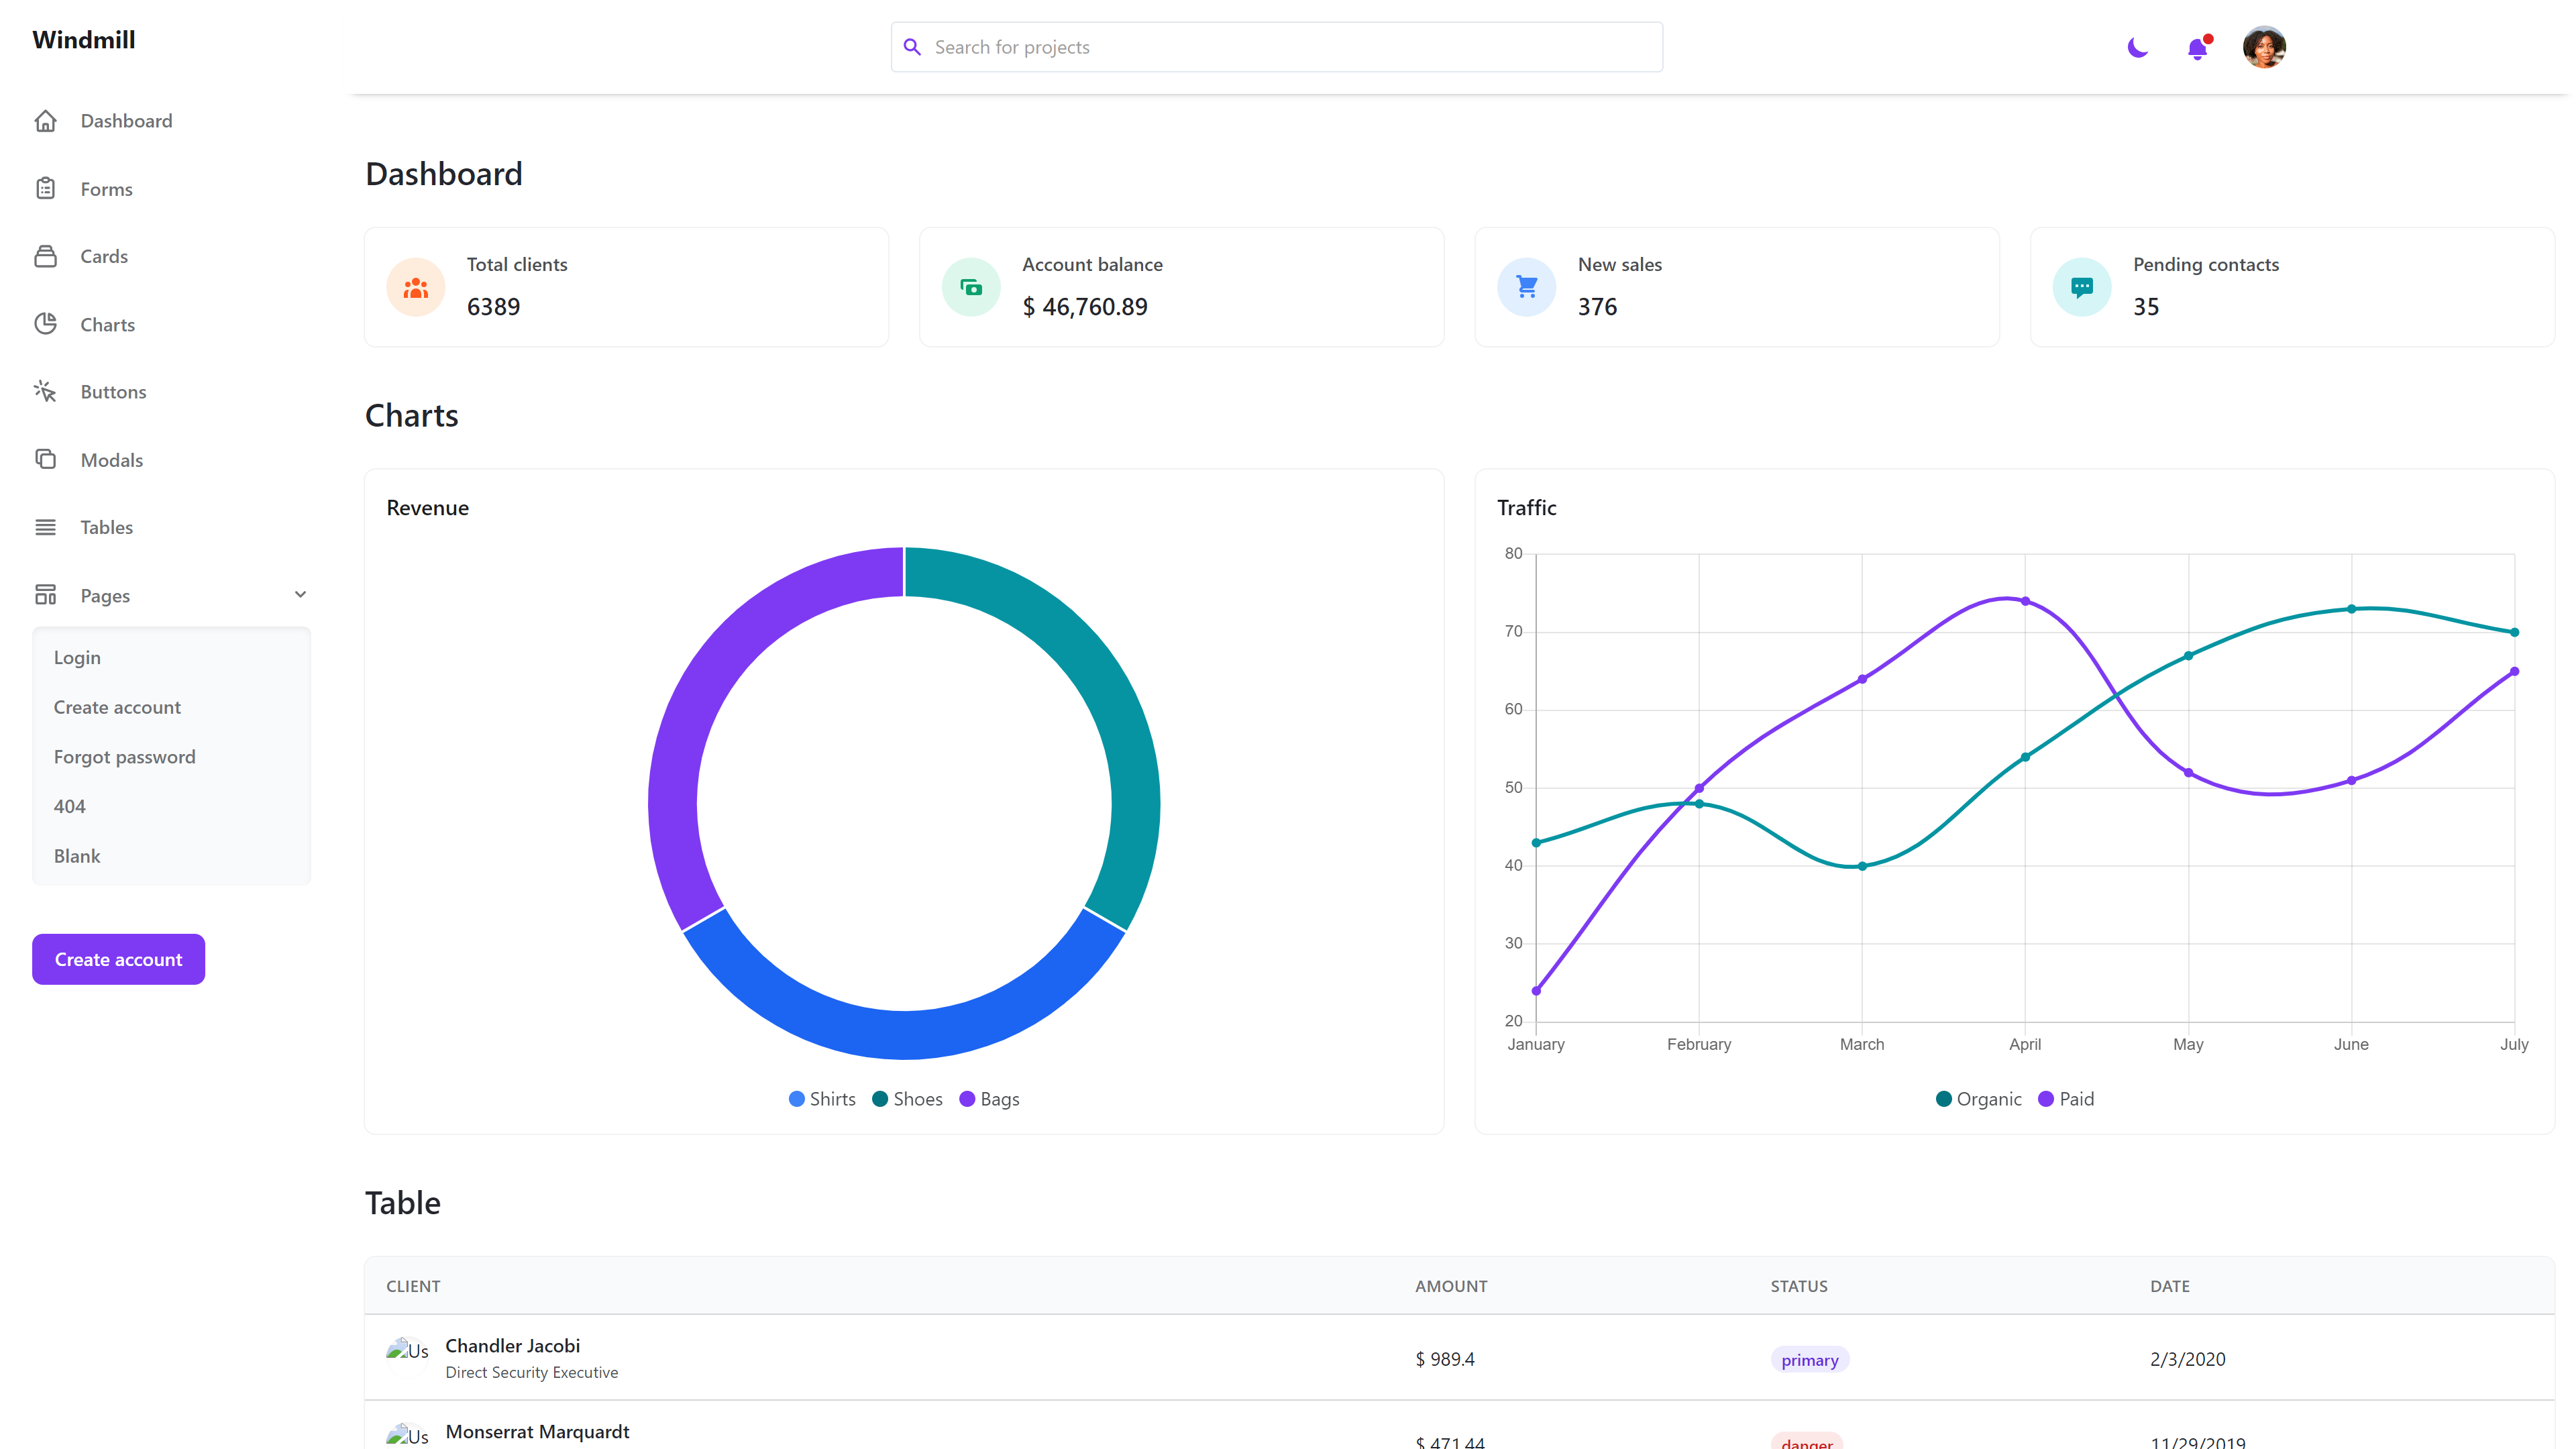 Windmill
Search for projects
Dashboard
Forms
Cards
Charts
Buttons
Modals
Tables
Pages
Login
Create account
Forgot password
404
Blank
Create account
Dashboard
Total clients
6389
Account balance
$ 46,760.89
New sales
376
Pending contacts
35
Charts
Revenue
Shirts Shoes Bags
Traffic
80
70
60
50
40
30
20
January February March April May June July
Organic Paid
Table
CLIENT AMOUNT STATUS DATE
Us Chandler Jacobi $ 989.4 primary 2/3/2020
Direct Security Executive
Us Monserrat Marquardt $ 471.44 danger 11/29/2019